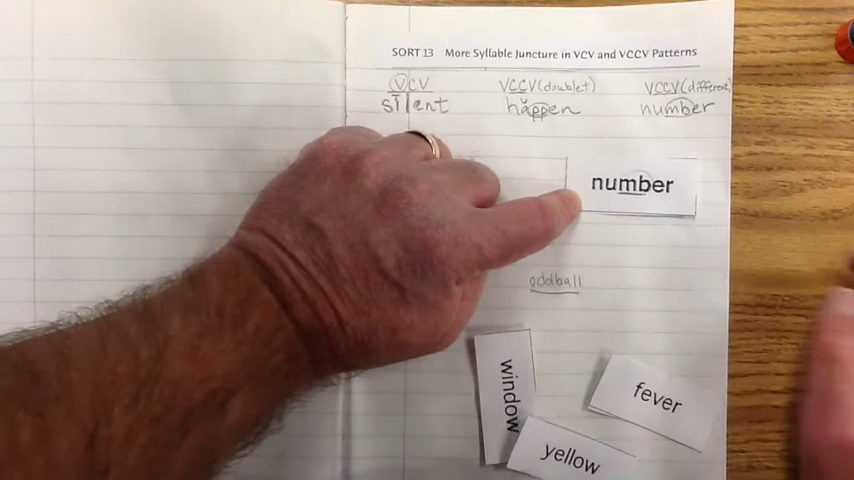 SORT 13 More Syllable Juncture in VCV and VCCV Patterns
VCV VCCV(doublet) VCCV(different)
silent happen number
number
oddball
window
fever
yellow